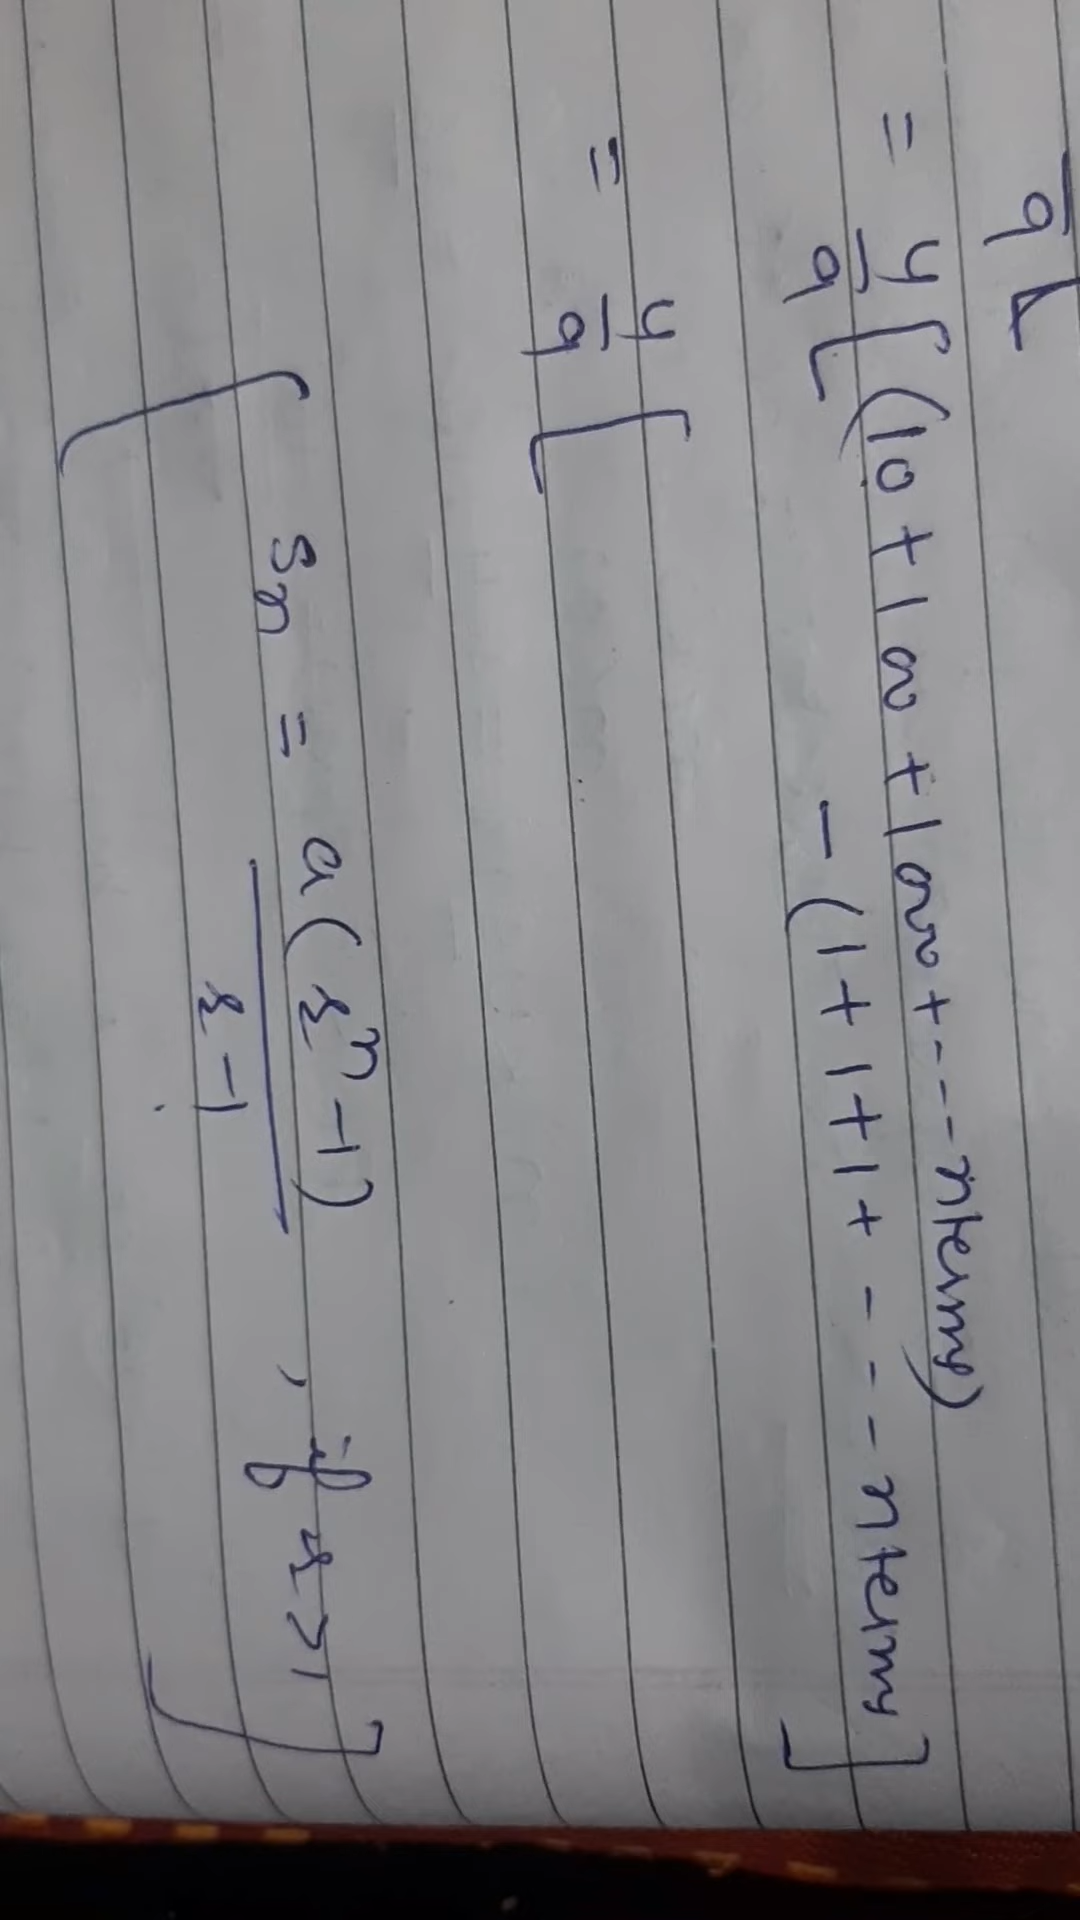 9 [
= 4/9 [ (10 + 100 + 1000 + --- n terms)
- (1 + 1 + 1 + - - - n terms ]
= 4/9 [
[ Sn = a(r^n - 1) / r - 1 , if r > 1 ]